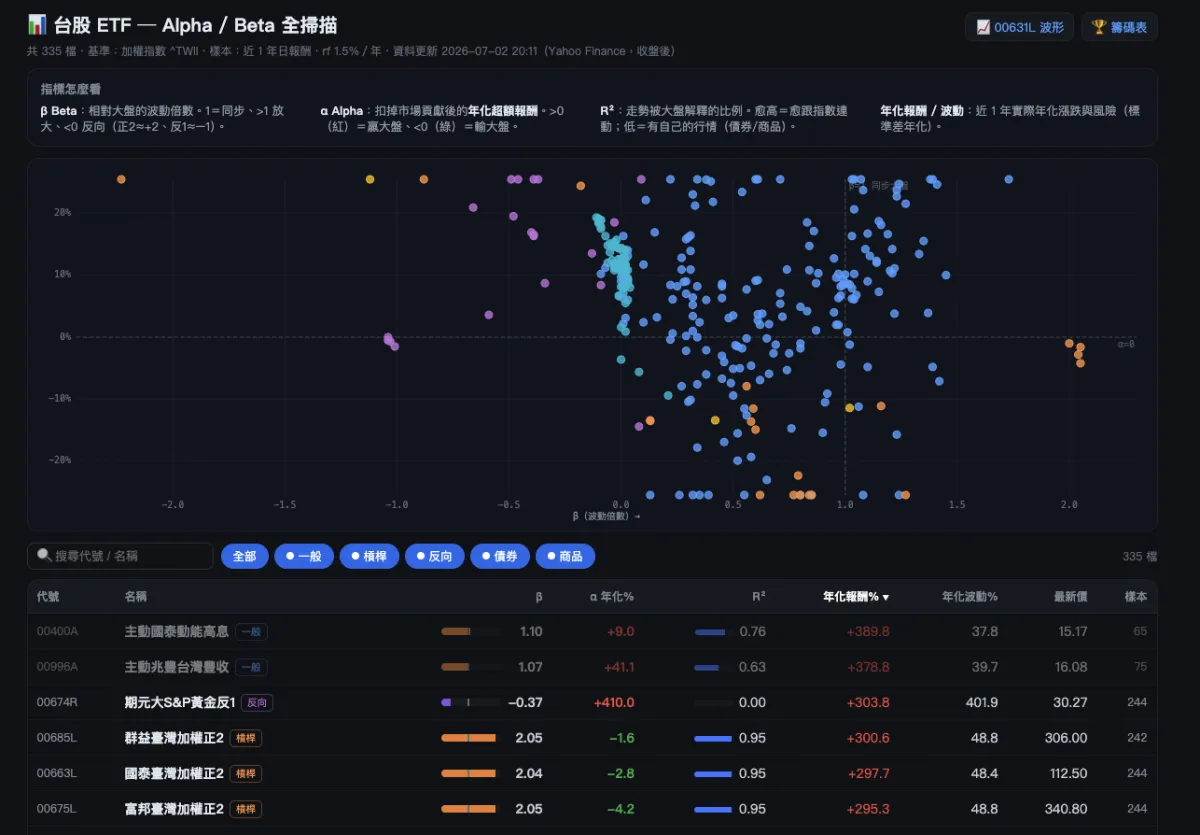 📊 台股 ETF — Alpha / Beta 全掃描
📈 00631L 波形
🏆 籌碼表
共 335 檔・基準：加權指數 ^TWII・樣本：近 1 年日報酬・rf 1.5% / 年・資料更新 2026-07-02 20:11（Yahoo Finance，收盤後）
指標怎麼看
β Beta：相對大盤的波動倍數。1＝同步、>1 放
大、<0 反向（正2≈+2、反1≈−1）。
α Alpha：扣掉市場貢獻後的年化超額報酬。>0
（紅）＝贏大盤、<0（綠）＝輸大盤。
R²：走勢被大盤解釋的比例。愈高＝愈跟指數連
動；低＝有自己的行情（債券/商品）。
年化報酬 / 波動：近 1 年實際年化漲跌與風險（標
準差年化）。
20%
10%
0%
−10%
−20%
α=0
−2.0 −1.5 −1.0 −0.5 0.0 0.5 1.0 1.5 2.0
β（波動倍數）→
🔍 搜尋代號 / 名稱
全部
一般
槓桿
反向
債券
商品
335 檔
代號 名稱 β α 年化% R² 年化報酬% ▼ 年化波動% 最新價 樣本
00400A 主動國泰動能高息 一般 1.10 +9.0 0.76 +389.8 37.8 15.17 65
00996A 主動兆豐台灣豐收 一般 1.07 +41.1 0.63 +378.8 39.7 16.08 75
00674R 期元大S&P黃金反1 反向 −0.37 +410.0 0.00 +303.8 401.9 30.27 244
00685L 群益臺灣加權正2 槓桿 2.05 −1.6 0.95 +300.6 48.8 306.00 242
00663L 國泰臺灣加權正2 槓桿 2.04 −2.8 0.95 +297.7 48.4 112.50 244
00675L 富邦臺灣加權正2 槓桿 2.05 −4.2 0.95 +295.3 48.8 340.80 244